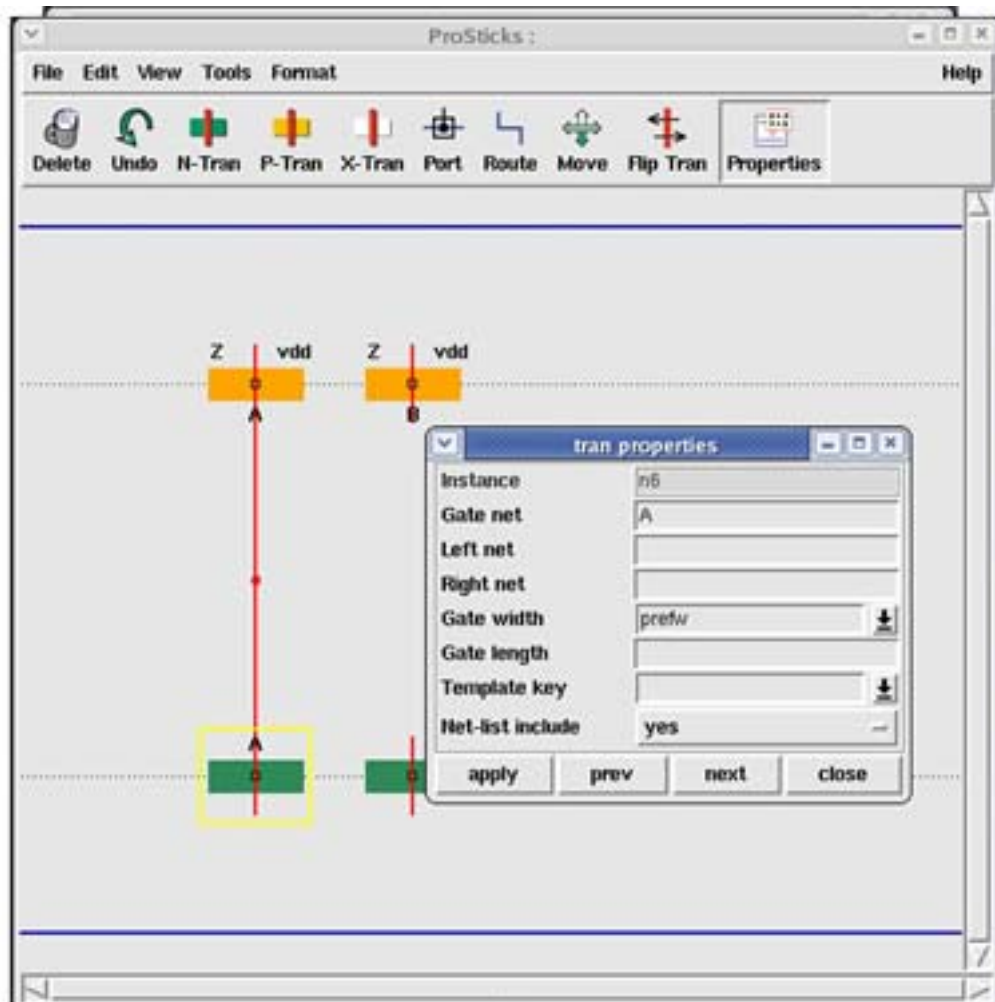 ProSticks :
File Edit View Tools Format Help
Delete Undo N-Tran P-Tran X-Tran Port Route Move Flip Tran Properties
Z vdd Z vdd
A B
tran properties
Instance n6
Gate net A
Left net
Right net
Gate width prefw
Gate length
Template key
Net-list include yes
A
apply prev next close